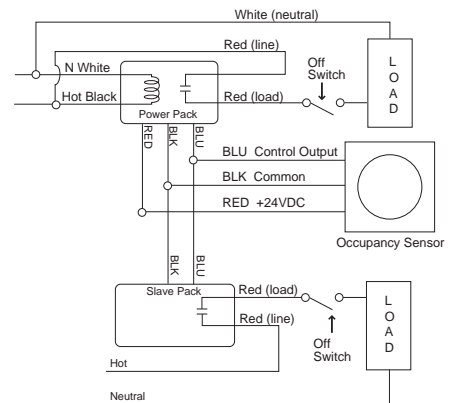 White (neutral)
Red (line)
Off
Switch
L
O
A
D
N White
Hot Black
Red (load)
Power Pack
RED
BLK
BLU
BLU Control Output
BLK Common
RED +24VDC
Occupancy Sensor
BLK
BLU
Slave Pack
Red (load)
Red (line)
Off
Switch
L
O
A
D
Hot
Neutral